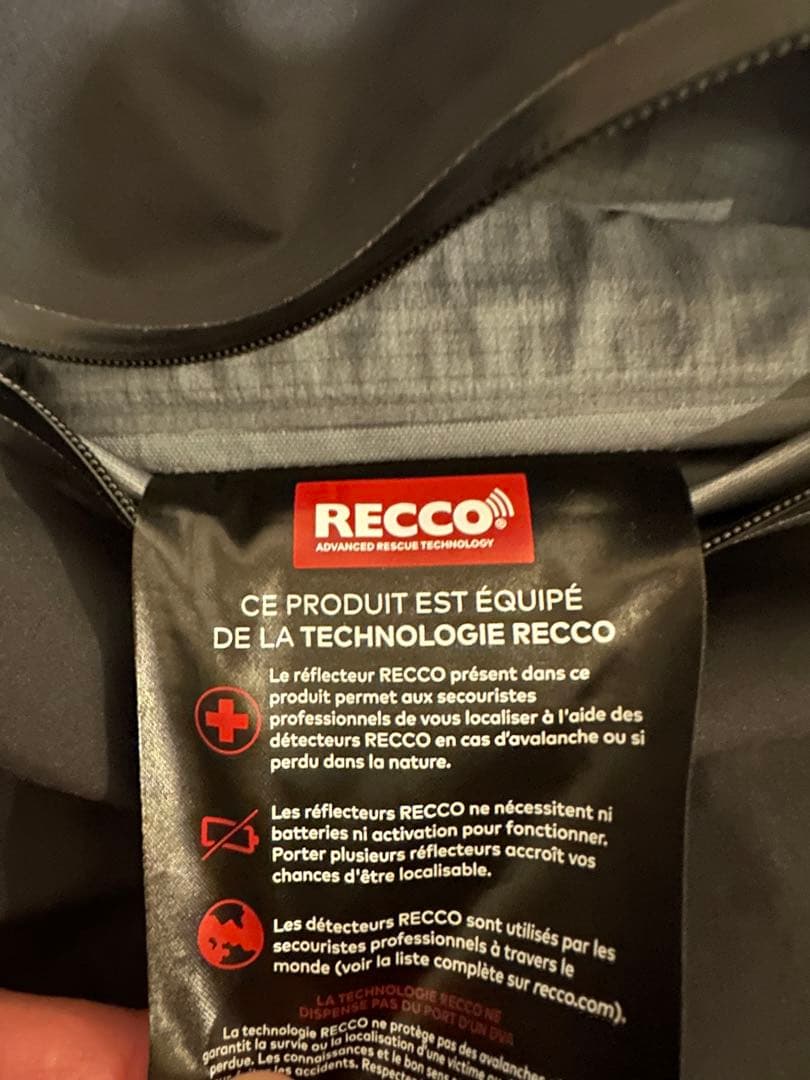 RECCO®
ADVANCED RESCUE TECHNOLOGY
CE PRODUIT EST ÉQUIPÉ
DE LA TECHNOLOGIE RECCO
Le réflecteur RECCO présent dans ce
produit permet aux secouristes
professionnels de vous localiser à l'aide des
détecteurs RECCO en cas d'avalanche ou si
perdu dans la nature.
Les réflecteurs RECCO ne nécessitent ni
batteries ni activation pour fonctionner.
Porter plusieurs réflecteurs accroît vos
chances d'être localisable.
Les détecteurs RECCO sont utilisés par les
secouristes professionnels à travers le
monde (voir la liste complète sur recco.com).
LA TECHNOLOGIE RECCO NE
DISPENSE PAS DU PORT D'UN DVA
La technologie RECCO ne protège pas des avalanches
garantit la survie ou la localisation d'une victime
perdue. Les connaissances et le bon sens
les accidents.